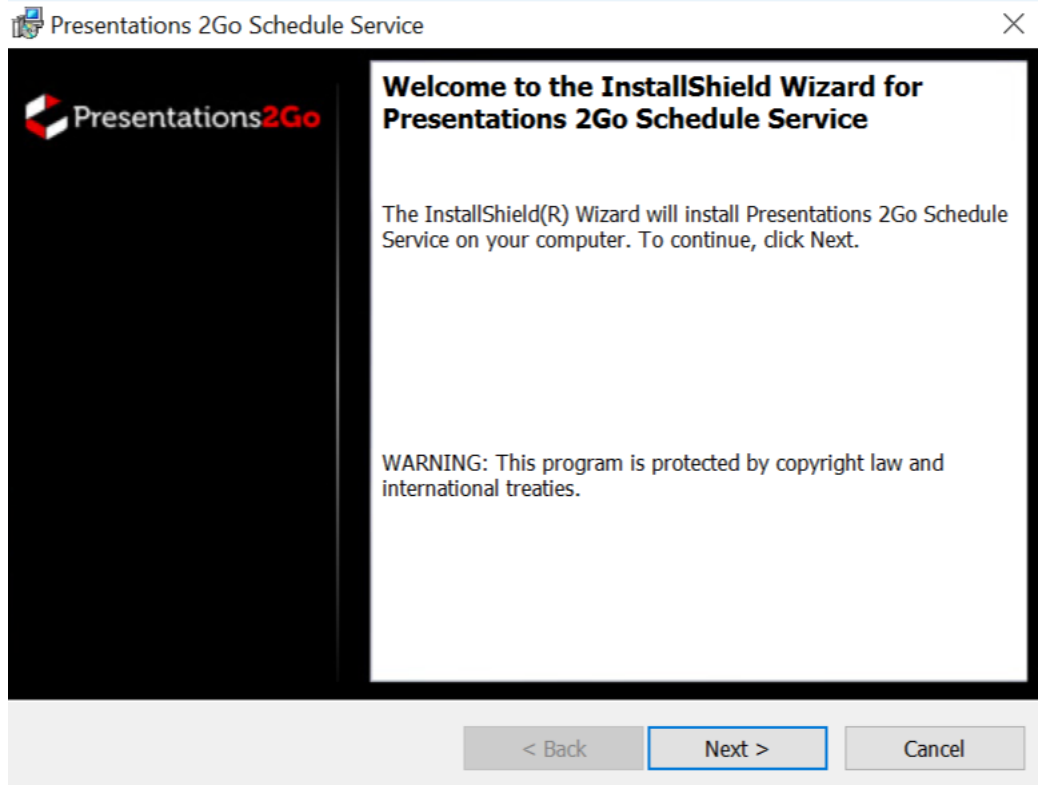 Presentations 2Go Schedule Service
Presentations2Go
Welcome to the InstallShield Wizard for
Presentations 2Go Schedule Service
The InstallShield(R) Wizard will install Presentations 2Go Schedule
Service on your computer. To continue, click Next.
WARNING: This program is protected by copyright law and
international treaties.
< Back
Next >
Cancel